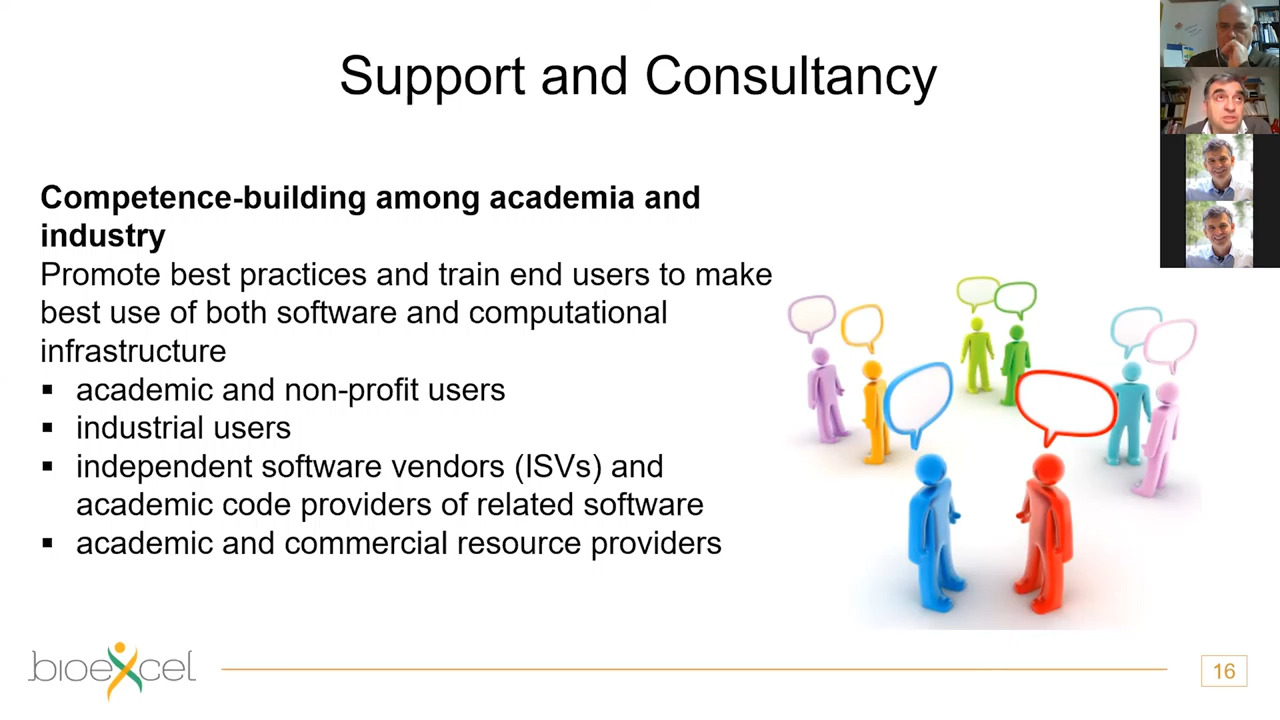 Support and Consultancy
Competence-building among academia and
industry
Promote best practices and train end users to make
best use of both software and computational
infrastructure
▪ academic and non-profit users
▪ industrial users
▪ independent software vendors (ISVs) and
academic code providers of related software
▪ academic and commercial resource providers
bioexcel
16